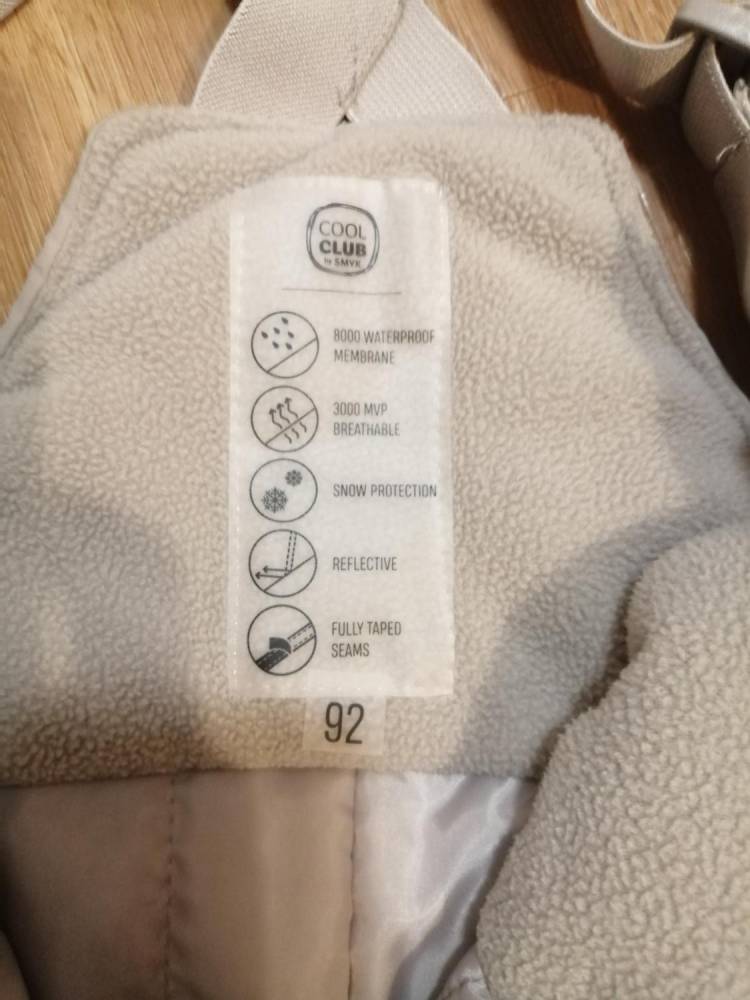 COOL
CLUB
by SMYK
8000 WATERPROOF
MEMBRANE
3000 MVP
BREATHABLE
SNOW PROTECTION
REFLECTIVE
FULLY TAPED
SEAMS
92